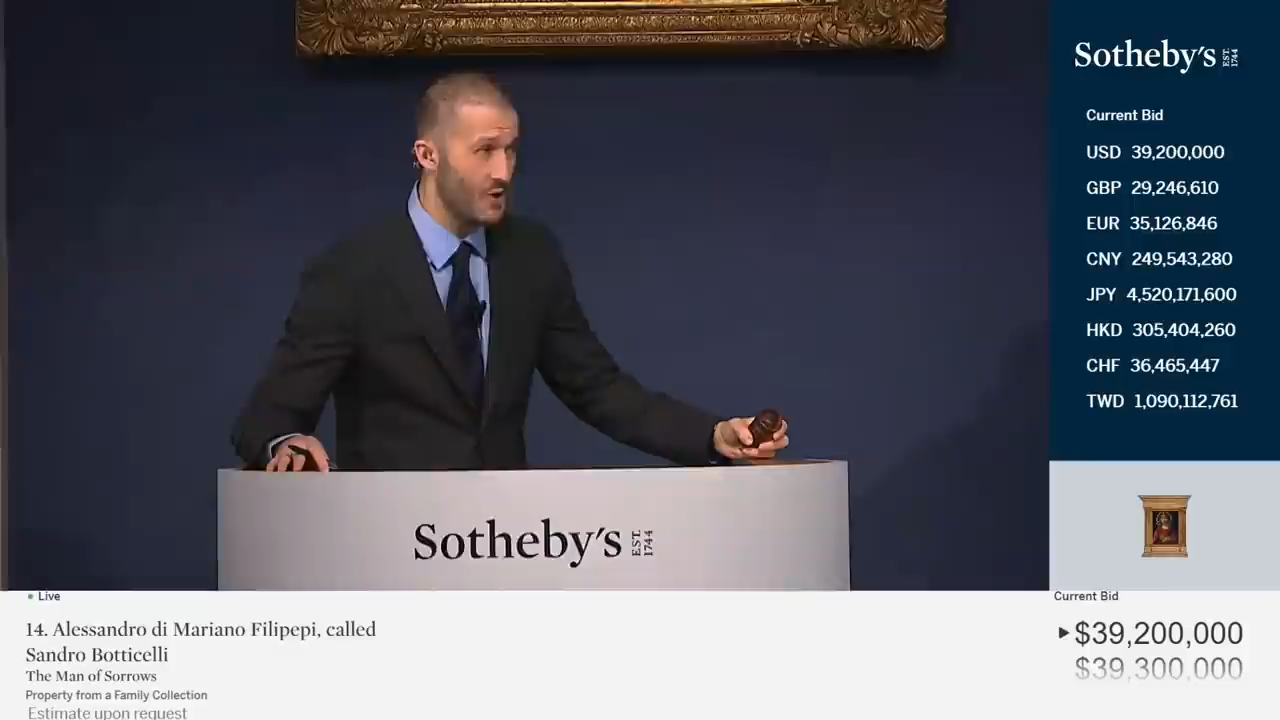 Sotheby's EST. 1744
Current Bid
USD 39,200,000
GBP 29,246,610
EUR 35,126,846
CNY 249,543,280
JPY 4,520,171,600
HKD 305,404,260
CHF 36,465,447
TWD 1,090,112,761
Sotheby's EST. 1744
Live
14. Alessandro di Mariano Filipepi, called
Sandro Botticelli
The Man of Sorrows
Property from a Family Collection
Estimate upon request
Current Bid
$39,200,000
$39,300,000